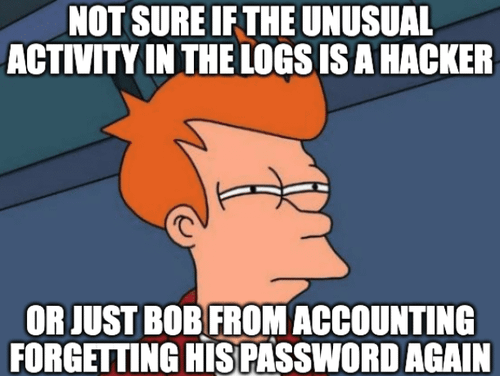 NOT SURE IF THE UNUSUAL
ACTIVITY IN THE LOGS IS A HACKER
OR JUST BOB FROM ACCOUNTING
FORGETTING HIS PASSWORD AGAIN